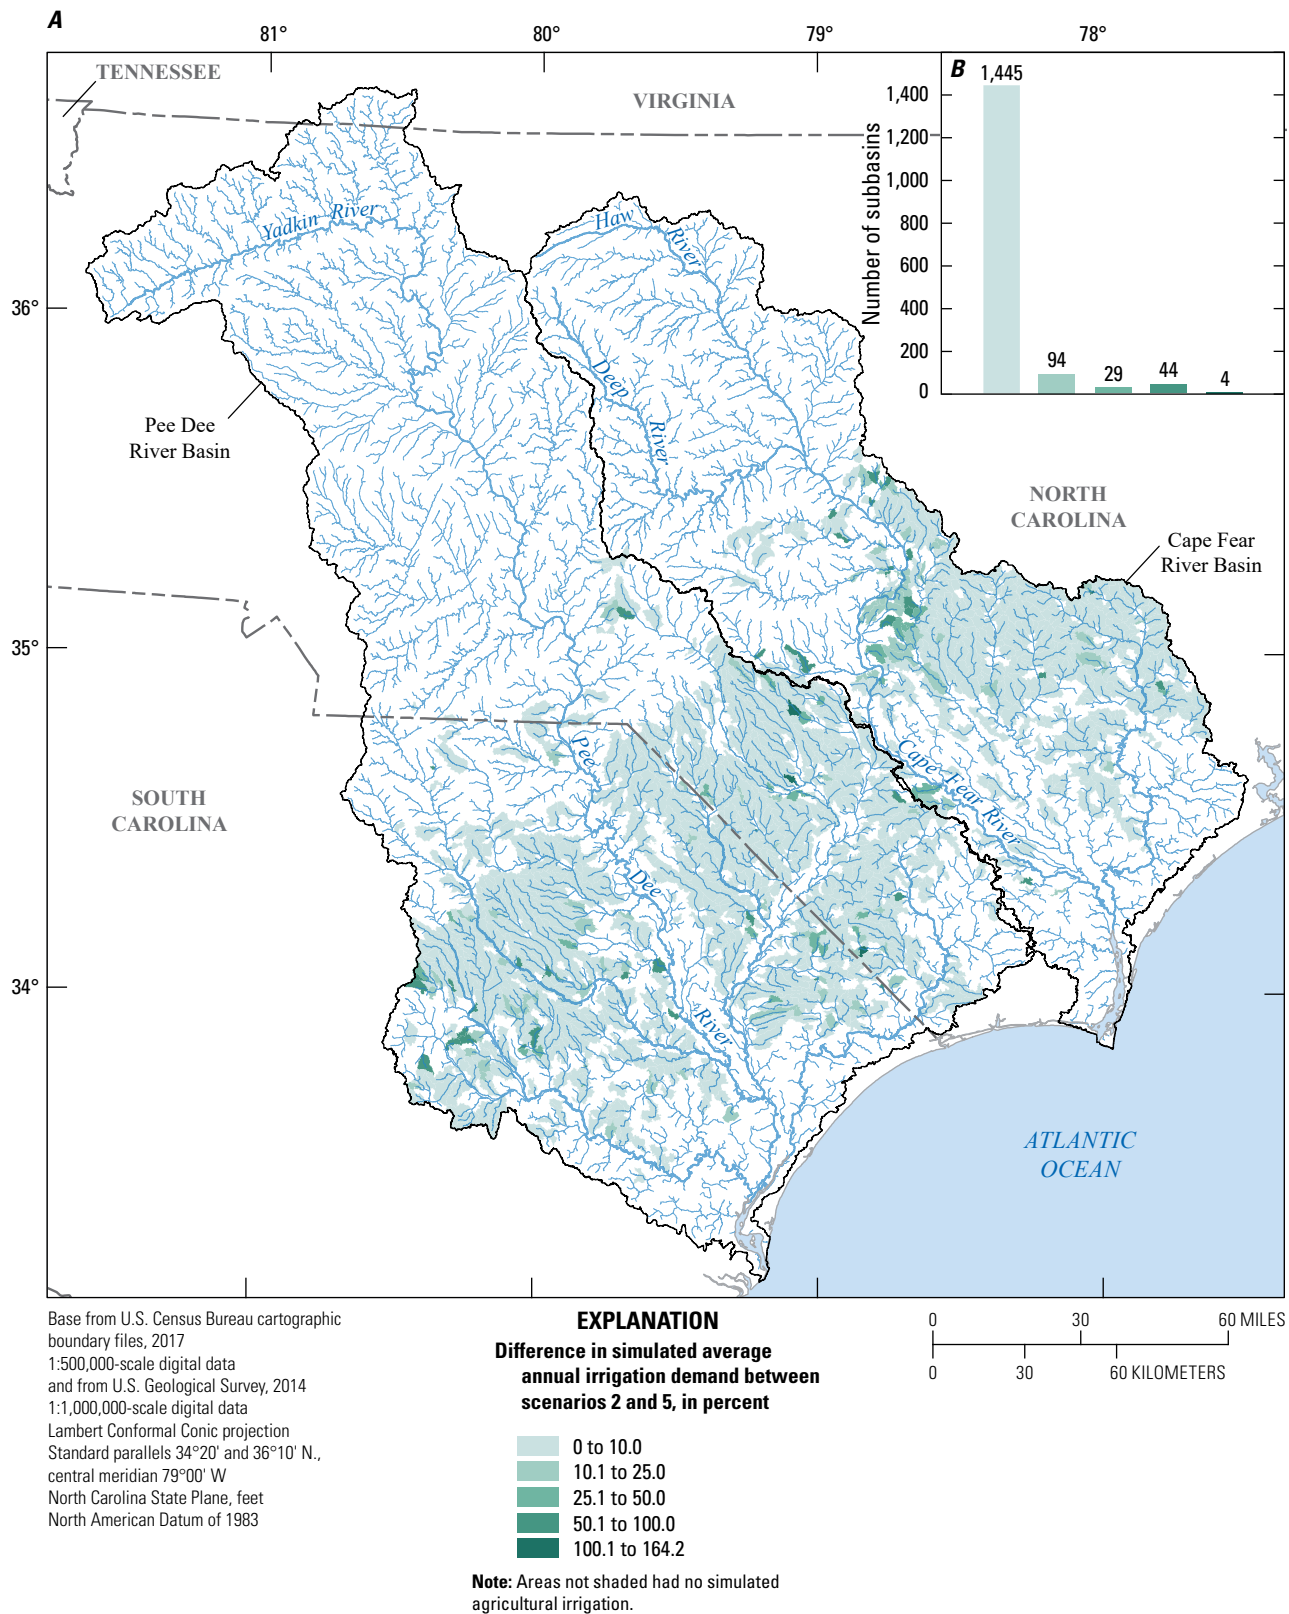 A
81°
80°
79°
78°
TENNESSEE
VIRGINIA
B
1,445
1,400
1,200
1,000
800
600
400
200
0
Number of subbasins
94
29
44
4
Yadkin River
Haw
River
36°
Deep
River
Pee Dee
River Basin
NORTH
CAROLINA
Cape Fear
River Basin
35°
Pee
Dee
River
Cape Fear River
SOUTH
CAROLINA
34°
ATLANTIC
OCEAN
Base from U.S. Census Bureau cartographic
boundary files, 2017
1:500,000-scale digital data
and from U.S. Geological Survey, 2014
1:1,000,000-scale digital data
Lambert Conformal Conic projection
Standard parallels 34°20' and 36°10' N.,
central meridian 79°00' W
North Carolina State Plane, feet
North American Datum of 1983
EXPLANATION
Difference in simulated average
annual irrigation demand between
scenarios 2 and 5, in percent
0 to 10.0
10.1 to 25.0
25.1 to 50.0
50.1 to 100.0
100.1 to 164.2
Note: Areas not shaded had no simulated
agricultural irrigation.
0 30 60 MILES
0 30 60 KILOMETERS